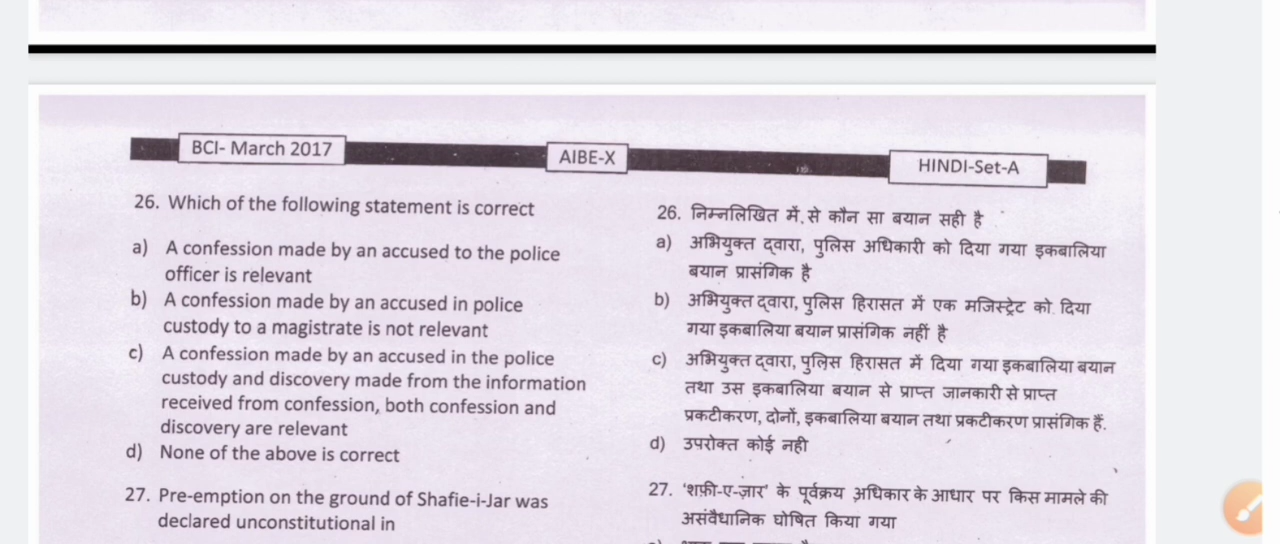 BCI- March 2017
AIBE-X
HINDI-Set-A
26. Which of the following statement is correct
a) A confession made by an accused to the police
officer is relevant
b) A confession made by an accused in police
custody to a magistrate is not relevant
c) A confession made by an accused in the police
custody and discovery made from the information
received from confession, both confession and
discovery are relevant
d) None of the above is correct
27. Pre-emption on the ground of Shafie-i-Jar was
declared unconstitutional in
26. निम्नलिखित में से कौन सा बयान सही है
a) अभियुक्त द्वारा, पुलिस अधिकारी को दिया गया इकबालिया
बयान प्रासंगिक है
b) अभियुक्त द्वारा, पुलिस हिरासत में एक मजिस्ट्रेट को दिया
गया इकबालिया बयान प्रासंगिक नहीं है
c) अभियुक्त द्वारा, पुलिस हिरासत में दिया गया इकबालिया बयान
तथा उस इकबालिया बयान से प्राप्त जानकारी से प्राप्त
प्रकटीकरण, दोनों, इकबालिया बयान तथा प्रकटीकरण प्रासंगिक हैं.
d) उपरोक्त कोई नही
27. 'शफ़ी-ए-ज़ार' के पूर्वक्रय अधिकार के आधार पर किस मामले की
असंवैधानिक घोषित किया गया